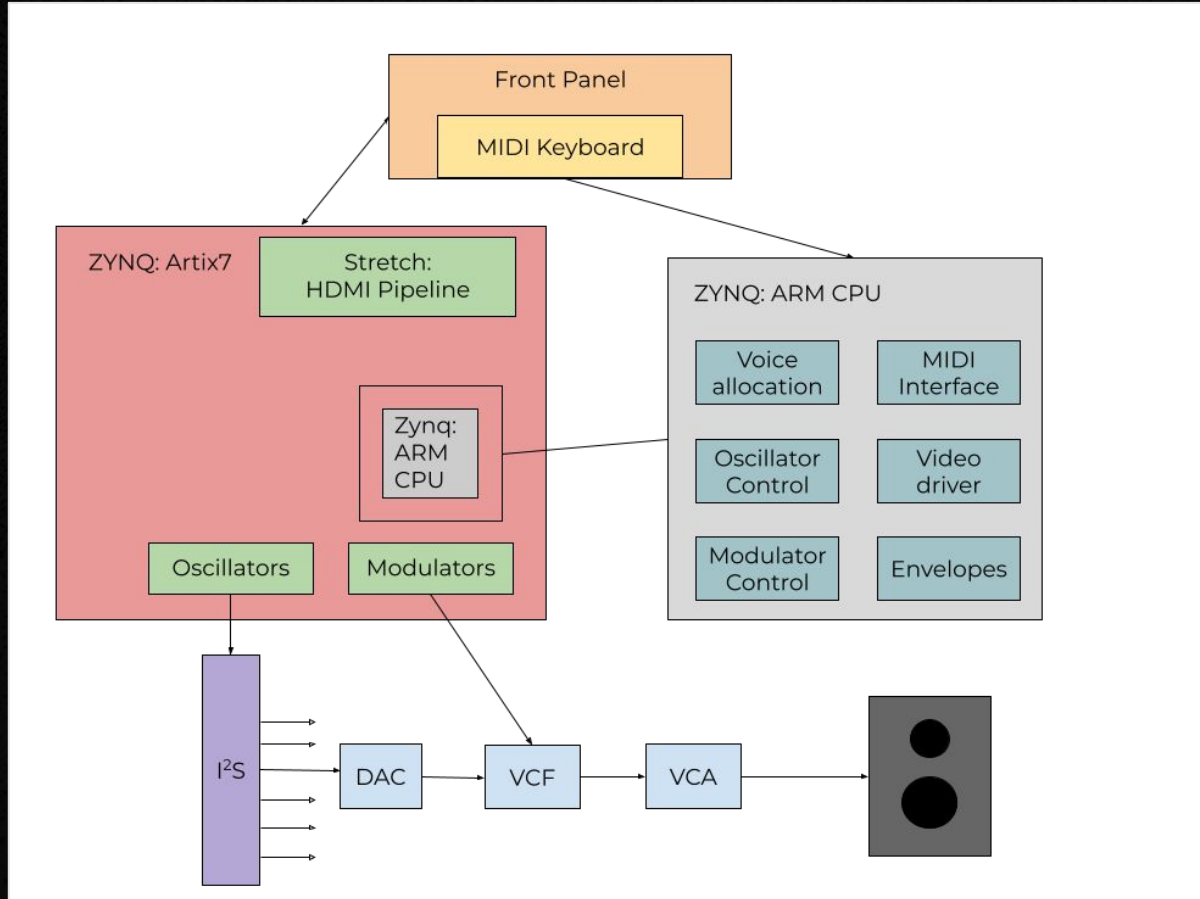 Front Panel
MIDI Keyboard
ZYNQ: Artix7
Stretch:
HDMI Pipeline
Zynq:
ARM
CPU
Oscillators
Modulators
ZYNQ: ARM CPU
Voice
allocation
MIDI
Interface
Oscillator
Control
Video
driver
Modulator
Control
Envelopes
I²S
DAC
VCF
VCA